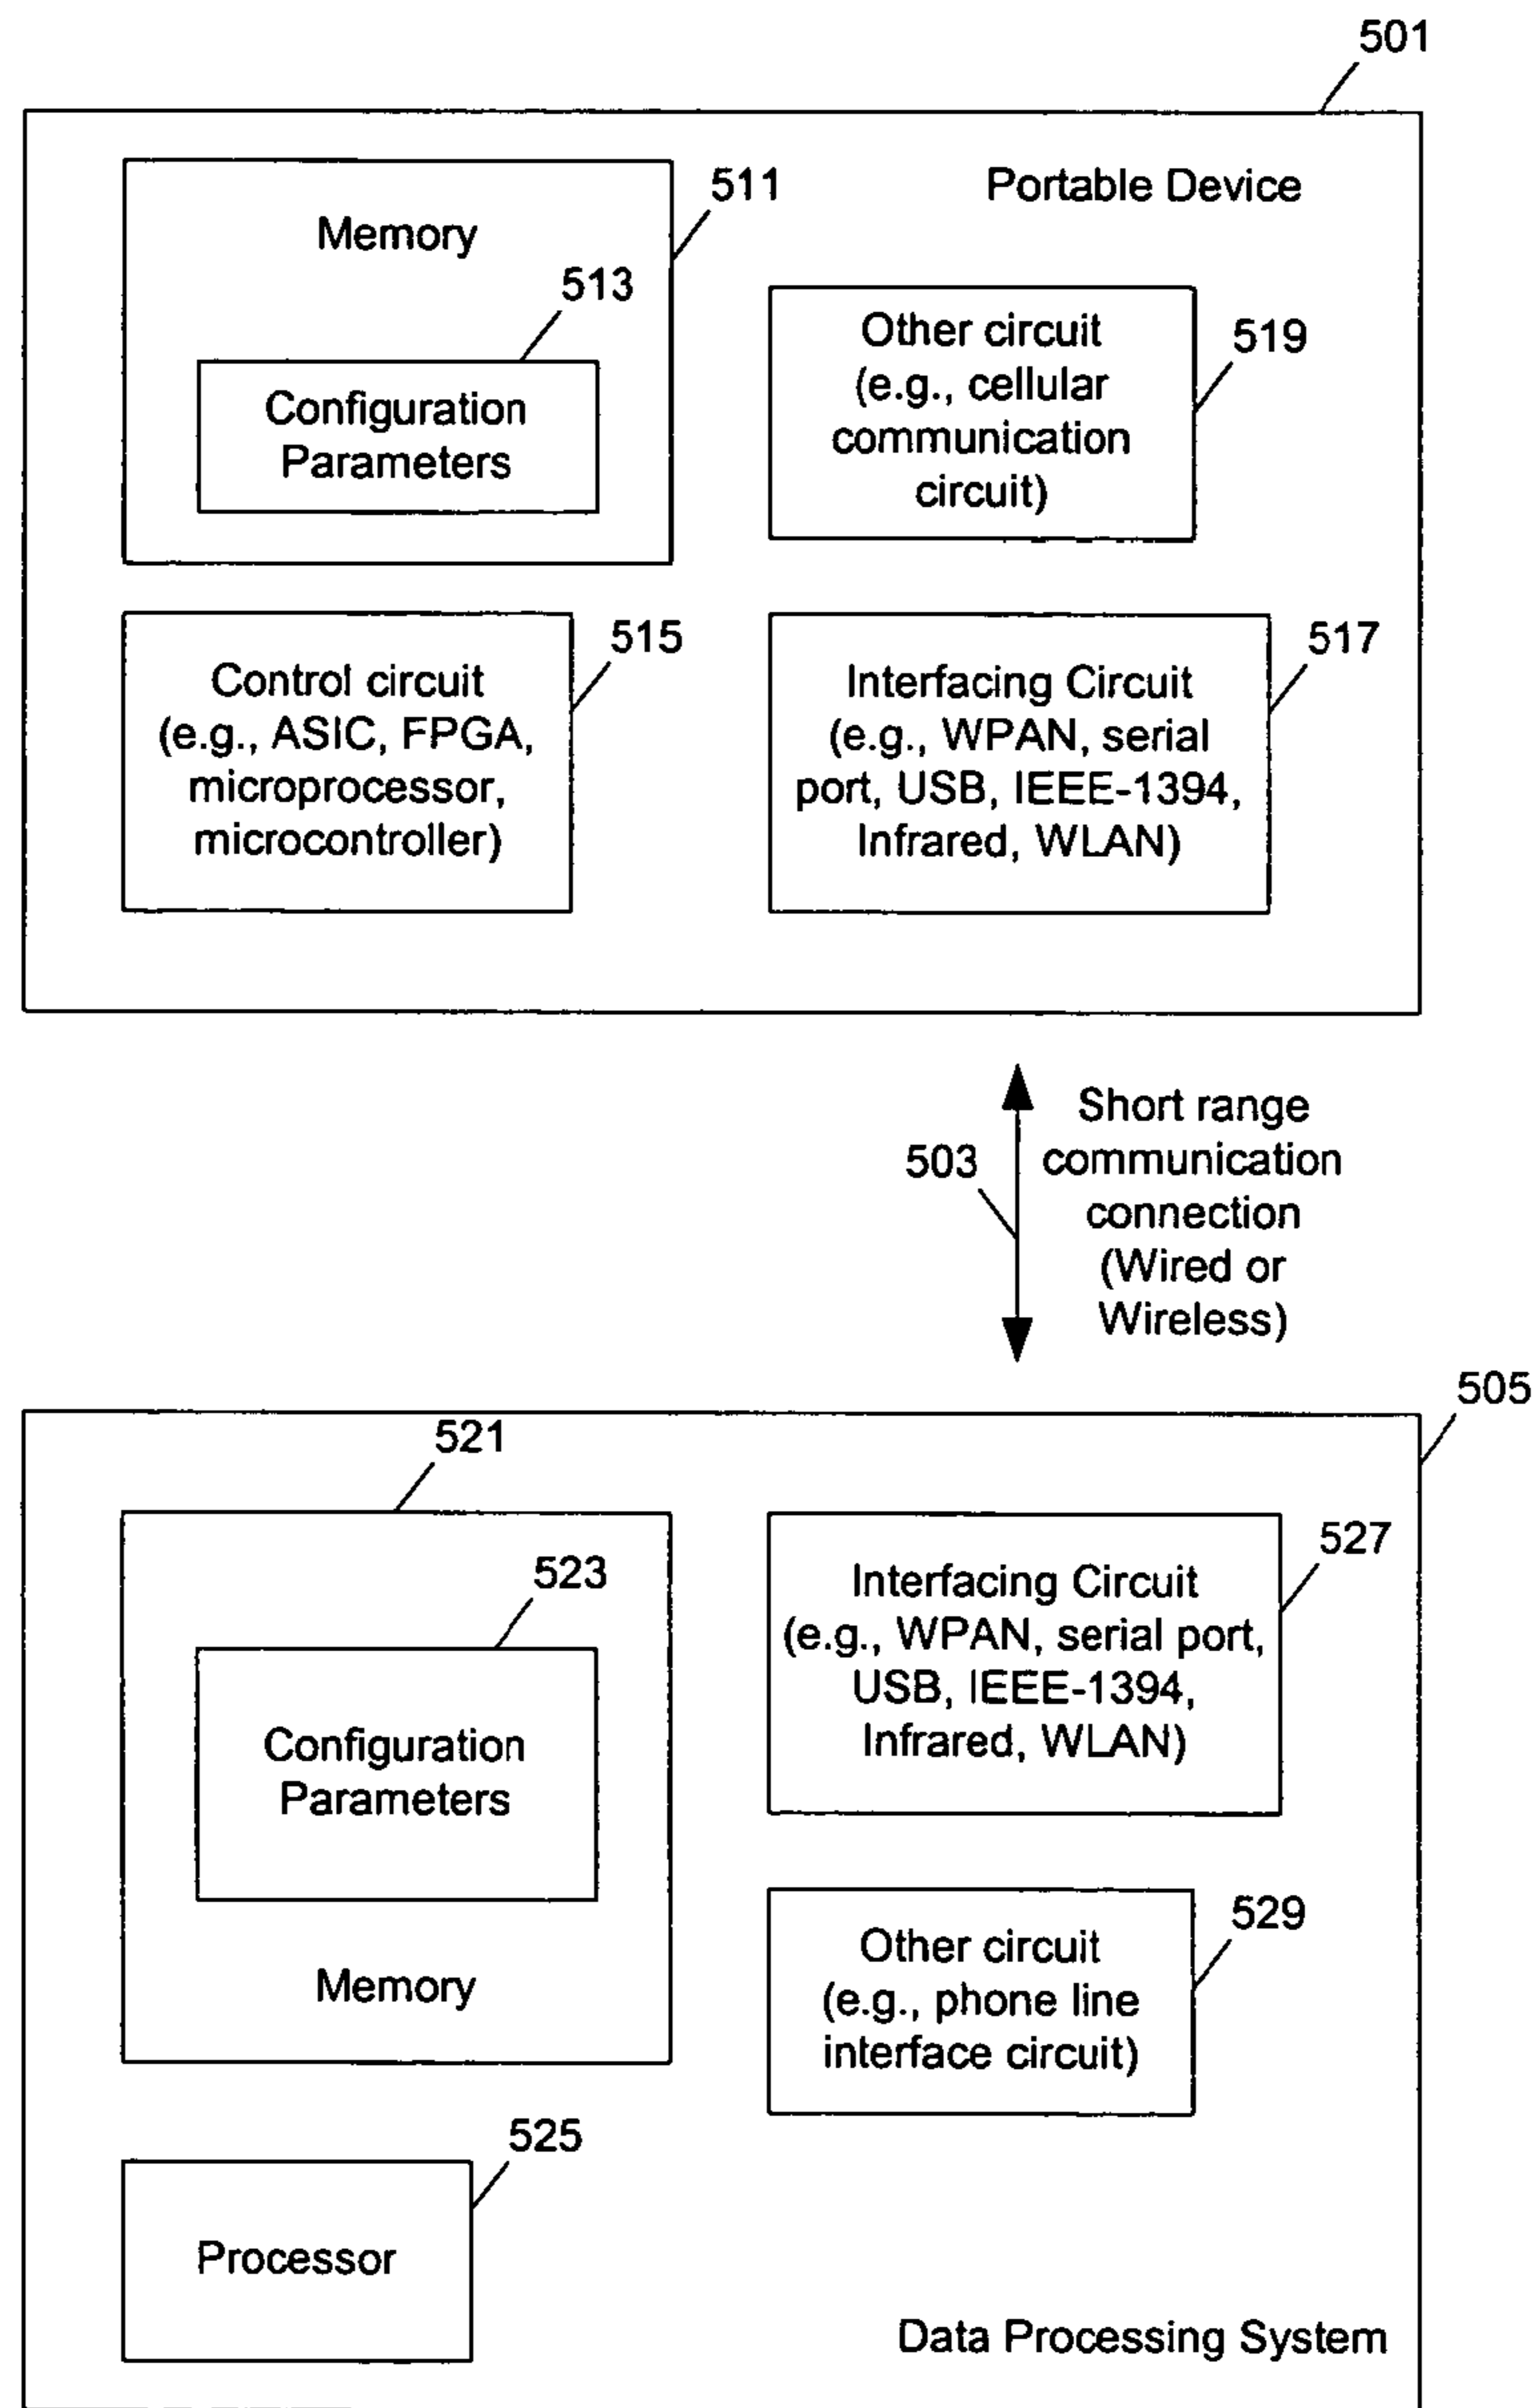 501
Portable Device
511
Memory
513
Configuration
Parameters
Other circuit
(e.g., cellular
communication
circuit)
519
Control circuit
(e.g., ASIC, FPGA,
microprocessor,
microcontroller)
515
Interfacing Circuit
(e.g., WPAN, serial
port, USB, IEEE-1394,
Infrared, WLAN)
517
503
Short range
communication
connection
(Wired or
Wireless)
505
521
523
Configuration
Parameters
Memory
Interfacing Circuit
(e.g., WPAN, serial port,
USB, IEEE-1394,
Infrared, WLAN)
527
Other circuit
(e.g., phone line
interface circuit)
529
525
Processor
Data Processing System